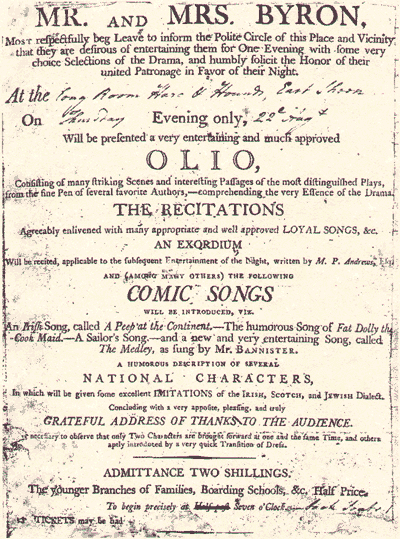 MR. AND MRS. BYRON,
MOST respectfully beg Leave to inform the Polite Circle of this Place and Vicinity,
that they are desirous of entertaining them for One Evening with some very
choice Selections of the Drama, and humbly solicit the Honor of their
united Patronage in Favor of their Night.
At the Long Room Hare & Hounds, East Sheen
On Thursday Evening only, 22d
Will be presented a very entertaining and much approved
OLIO,
Consisting of many striking Scenes and interesting Passages of the most distinguished Plays,
from the fine Pen of several favorite Authors,—comprehending the very Essence of the Drama.
THE RECITATIONS
Agreeably enlivened with many appropriate and well approved LOYAL SONGS, &c.
AN EXORDIUM
Will be recited, applicable to the subsequent Entertainment of the Night, written by M. P. Andrews, Esq
AND (AMONG MANY OTHERS) THE FOLLOWING
COMIC SONGS
WILL BE INTRODUCED, VIZ.
An Irish Song, called A Peep at the Continent.—The humorous Song of Fat Dolly the
Cook Maid.—A Sailor's Song.—and a new and very entertaining Song, called
The Medley, as sung by Mr. BANNISTER.
A HUMOROUS DESCRIPTION OF SEVERAL
NATIONAL CHARACTERS,
In which will be given some excellent IMITATIONS of the IRISH, SCOTCH, and JEWISH Dialect.
Concluding with a very apposite, pleasing, and truly
GRATEFUL ADDRESS OF THANKS TO THE AUDIENCE.
necessary to observe that only Two Characters are brought forward at one and the same Time, and others
aptly introduced by a very quick Transition of Dress.
ADMITTANCE TWO SHILLINGS.
The younger Branches of Families, Boarding Schools, &c. Half Price.
To begin precisely at Half-past Seven o'Clock.
TICKETS may be had